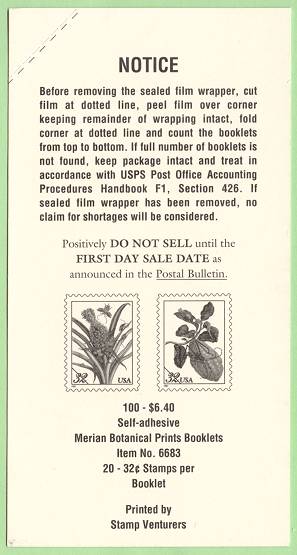 NOTICE
Before removing the sealed film wrapper, cut
film at dotted line, peel film over corner
keeping remainder of wrapping intact, fold
corner at dotted line and count the booklets
from top to bottom. If full number of booklets is
not found, keep package intact and treat in
accordance with USPS Post Office Accounting
Procedures Handbook F1, Section 426. If
sealed film wrapper has been removed, no
claim for shortages will be considered.
Positively DO NOT SELL until the
FIRST DAY SALE DATE as
announced in the Postal Bulletin.
32 USA
32 USA
100 - $6.40
Self-adhesive
Merian Botanical Prints Booklets
Item No. 6683
20 - 32¢ Stamps per
Booklet
Printed by
Stamp Venturers